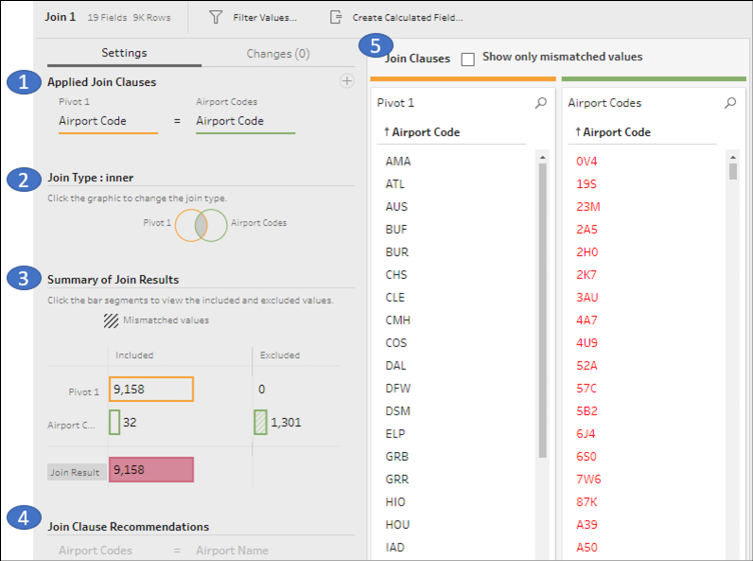 Join 1 19 Fields 9K Rows Filter Values... Create Calculated Field...
Settings Changes (0)
1 Applied Join Clauses
Pivot 1 Airport Codes
Airport Code = Airport Code
2 Join Type : inner
Click the graphic to change the join type.
Pivot 1 Airport Codes
3 Summary of Join Results
Click the bar segments to view the included and excluded values.
Mismatched values
Included Excluded
Pivot 1 9,158 0
Airport C... 32 1,301
Join Result 9,158
4 Join Clause Recommendations
Airport Codes = Airport Name
5 Join Clauses Show only mismatched values
Pivot 1
Airport Code
AMA
ATL
AUS
BUF
BUR
CHS
CLE
CMH
COS
DAL
DFW
DSM
ELP
GRB
GRR
HIO
HOU
IAD
Airport Codes
Airport Code
0V4
19S
23M
2A5
2H0
2K7
3AU
4A7
4U9
52A
57C
5B2
6J4
6S0
7W6
87K
A39
A50